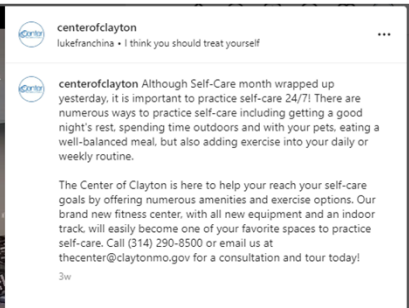 centerofclayton
lukefranchina • I think you should treat yourself
centerofclayton Although Self-Care month wrapped up
yesterday, it is important to practice self-care 24/7! There are
numerous ways to practice self-care including getting a good
night's rest, spending time outdoors and with your pets, eating a
well-balanced meal, but also adding exercise into your daily or
weekly routine.
The Center of Clayton is here to help your reach your self-care
goals by offering numerous amenities and exercise options. Our
brand new fitness center, with all new equipment and an indoor
track, will easily become one of your favorite spaces to practice
self-care. Call (314) 290-8500 or email us at
thecenter@claytonmo.gov for a consultation and tour today!
3w